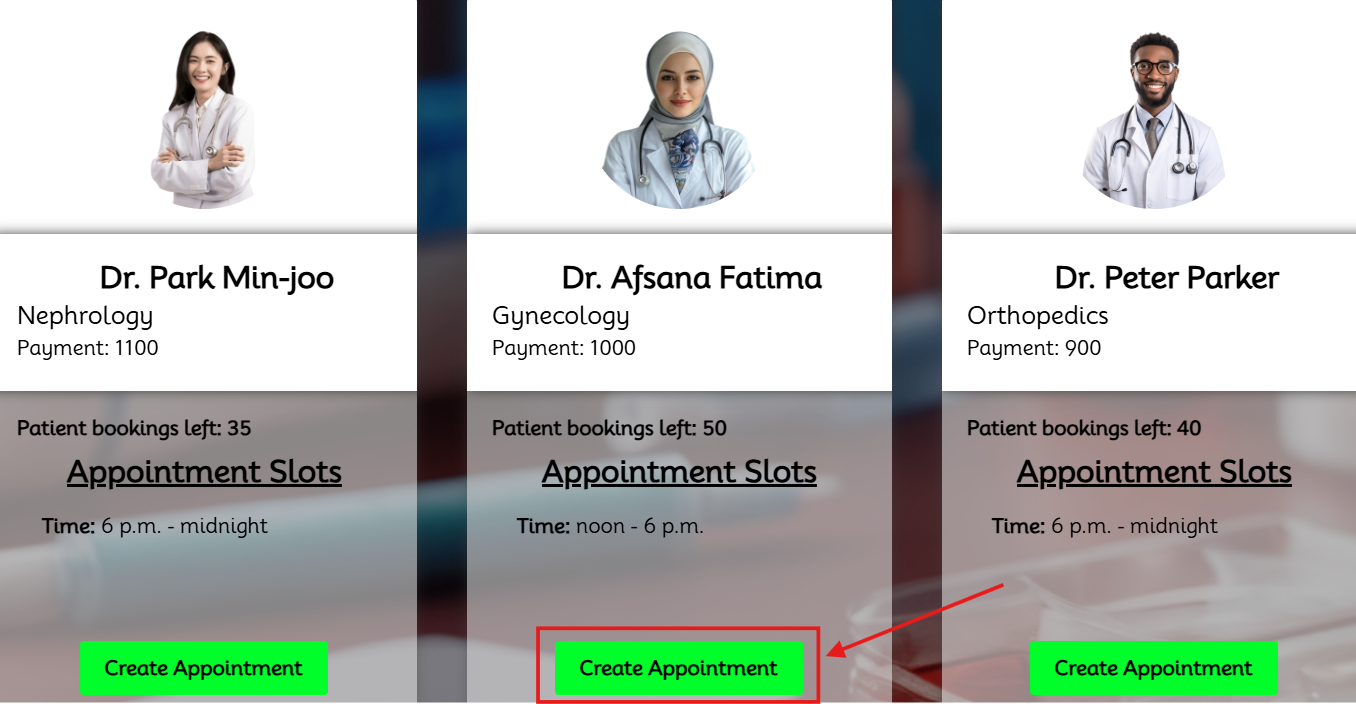 Dr. Park Min-joo
Nephrology
Payment: 1100
Patient bookings left: 35
Appointment Slots
Time: 6 p.m. - midnight
Create Appointment
Dr. Afsana Fatima
Gynecology
Payment: 1000
Patient bookings left: 50
Appointment Slots
Time: noon - 6 p.m.
Create Appointment
Dr. Peter Parker
Orthopedics
Payment: 900
Patient bookings left: 40
Appointment Slots
Time: 6 p.m. - midnight
Create Appointment